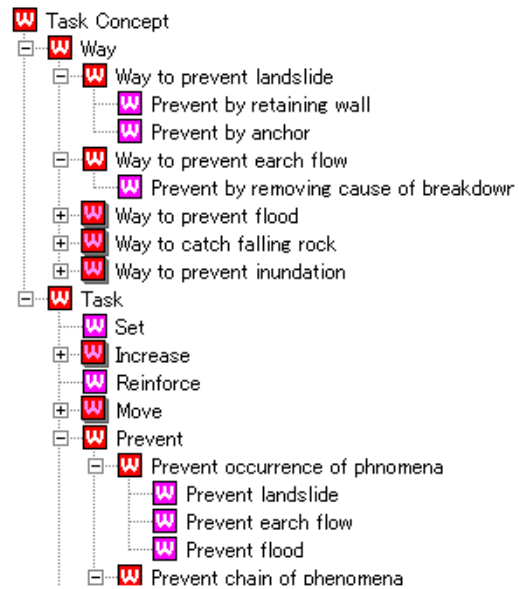 Task Concept
Way
Way to prevent landslide
Prevent by retaining wall
Prevent by anchor
Way to prevent earch flow
Prevent by removing cause of breakdowr
Way to prevent flood
Way to catch falling rock
Way to prevent inundation
Task
Set
Increase
Reinforce
Move
Prevent
Prevent occurrence of phnomena
Prevent landslide
Prevent earch flow
Prevent flood
Prevent chain of phenomena